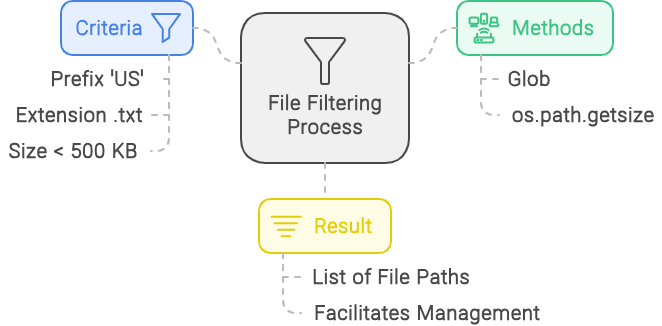 Criteria
Prefix 'US'
Extension .txt
Size < 500 KB
File Filtering
Process
Methods
Glob
os.path.getsize
Result
List of File Paths
Facilitates Management